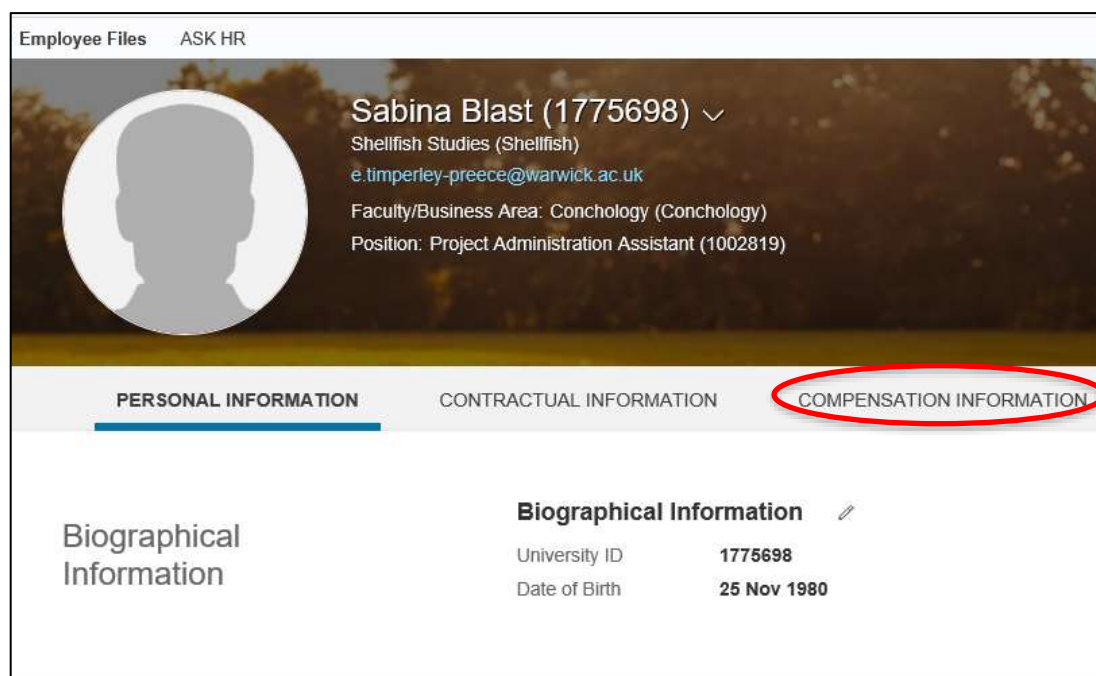 Employee Files ASK HR
Sabina Blast (1775698)
Shellfish Studies (Shellfish)
e.timperley-preece@warwick.ac.uk
Faculty/Business Area: Conchology (Conchology)
Position: Project Administration Assistant (1002819)
PERSONAL INFORMATION CONTRACTUAL INFORMATION COMPENSATION INFORMATION
Biographical
Information
Biographical Information
University ID 1775698
Date of Birth 25 Nov 1980